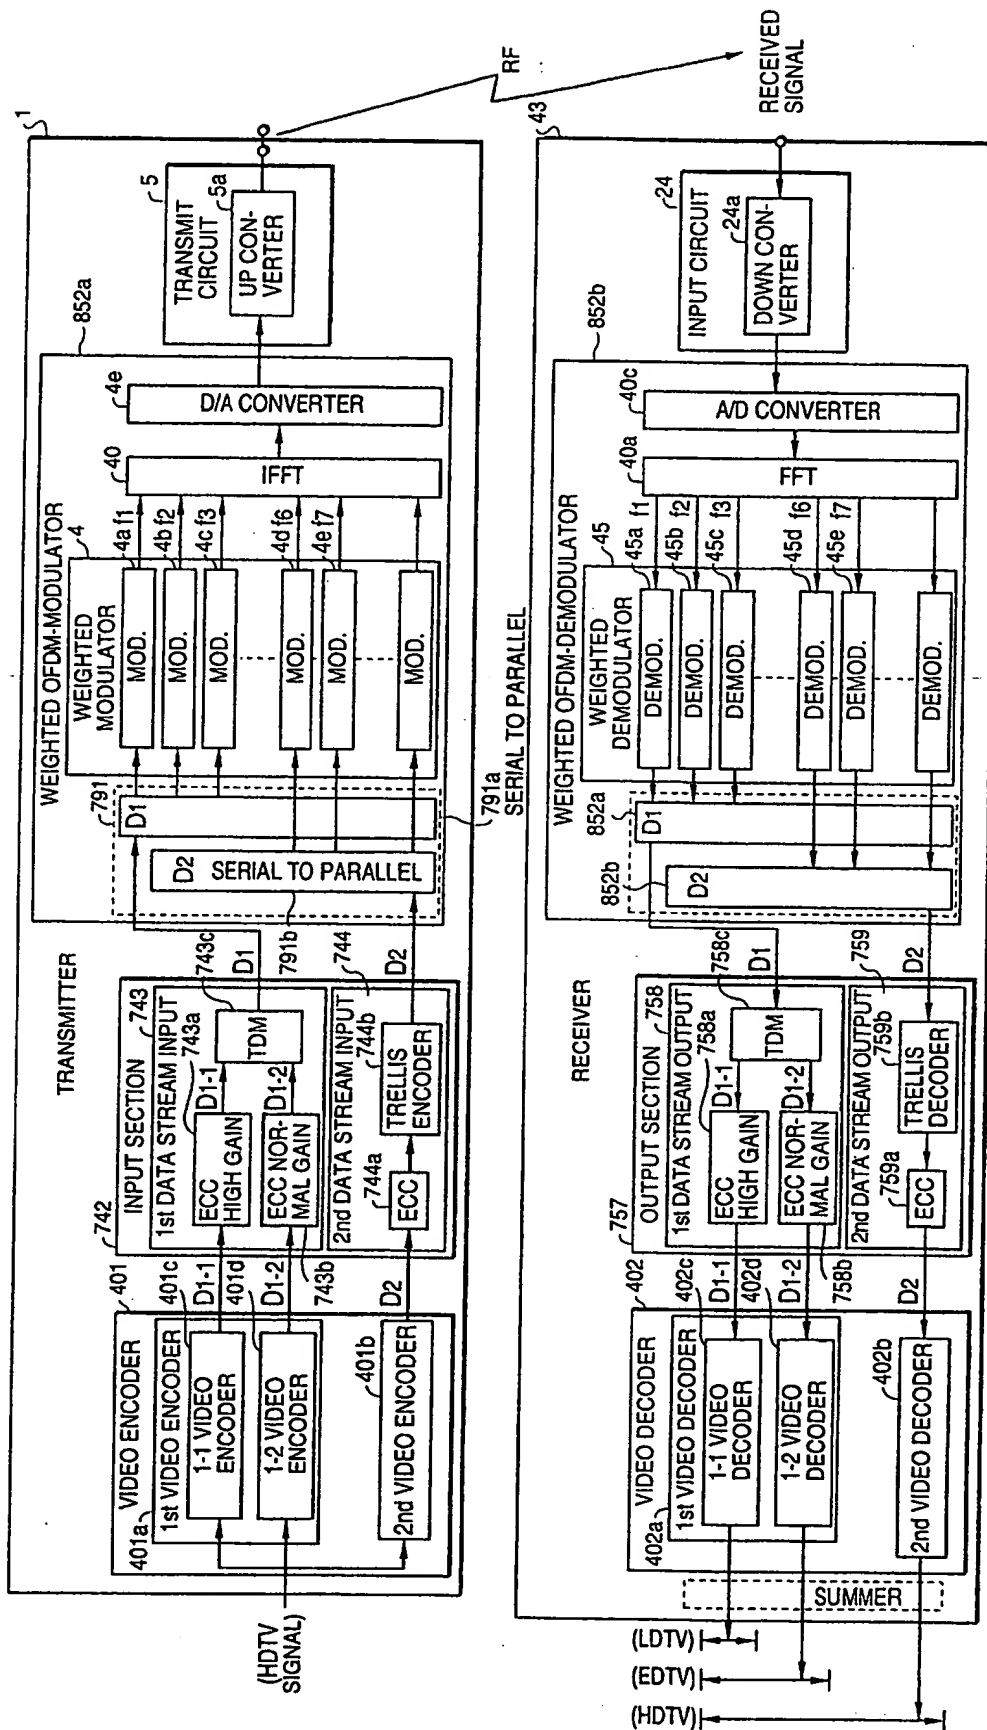 TRANSMITTER
1
(HDTV
SIGNAL)
401
VIDEO ENCODER
401a
1st VIDEO ENCODER
401c
1-1 VIDEO
ENCODER
401d
1-2 VIDEO
ENCODER
401b
2nd VIDEO ENCODER
D1-1
D1-2
D2
742
INPUT SECTION
743
1st DATA STREAM INPUT
743a
ECC
HIGH GAIN
743b
ECC NOR-
MAL GAIN
D1-1
D1-2
743c
TDM
D1
744
2nd DATA STREAM INPUT
744a
ECC
744b
TRELLIS
ENCODER
D2
852a
WEIGHTED OFDM-MODULATOR
791
D1
791a
SERIAL TO PARALLEL
D2
SERIAL TO PARALLEL
791b
4
WEIGHTED
MODULATOR
MOD.
4a f1
MOD.
4b f2
MOD.
4c f3
MOD.
4d f6
MOD.
4e f7
MOD.
40
IFFT
4e
D/A CONVERTER
5
TRANSMIT
CIRCUIT
5a
UP CON-
VERTER
RF
RECEIVED
SIGNAL
RECEIVER
43
24
INPUT CIRCUIT
24a
DOWN CON-
VERTER
852b
WEIGHTED OFDM-DEMODULATOR
40c
A/D CONVERTER
40a
FFT
45
WEIGHTED
DEMODULATOR
45a f1
DEMOD.
45b f2
DEMOD.
45c f3
DEMOD.
45d f6
DEMOD.
45e f7
DEMOD.
DEMOD.
852a
D1
852b
D2
D1
D2
757
OUTPUT SECTION
758
1st DATA STREAM OUTPUT
758c
TDM
D1-1
D1-2
758a
ECC
HIGH GAIN
758b
ECC NOR-
MAL GAIN
759
2nd DATA STREAM OUTPUT
759b
TRELLIS
DECODER
759a
ECC
D1-1
D1-2
D2
402
VIDEO DECODER
402a
1st VIDEO DECODER
402c
1-1 VIDEO
DECODER
402d
1-2 VIDEO
DECODER
402b
2nd VIDEO DECODER
SUMMER
(LDTV)
(EDTV)
(HDTV)